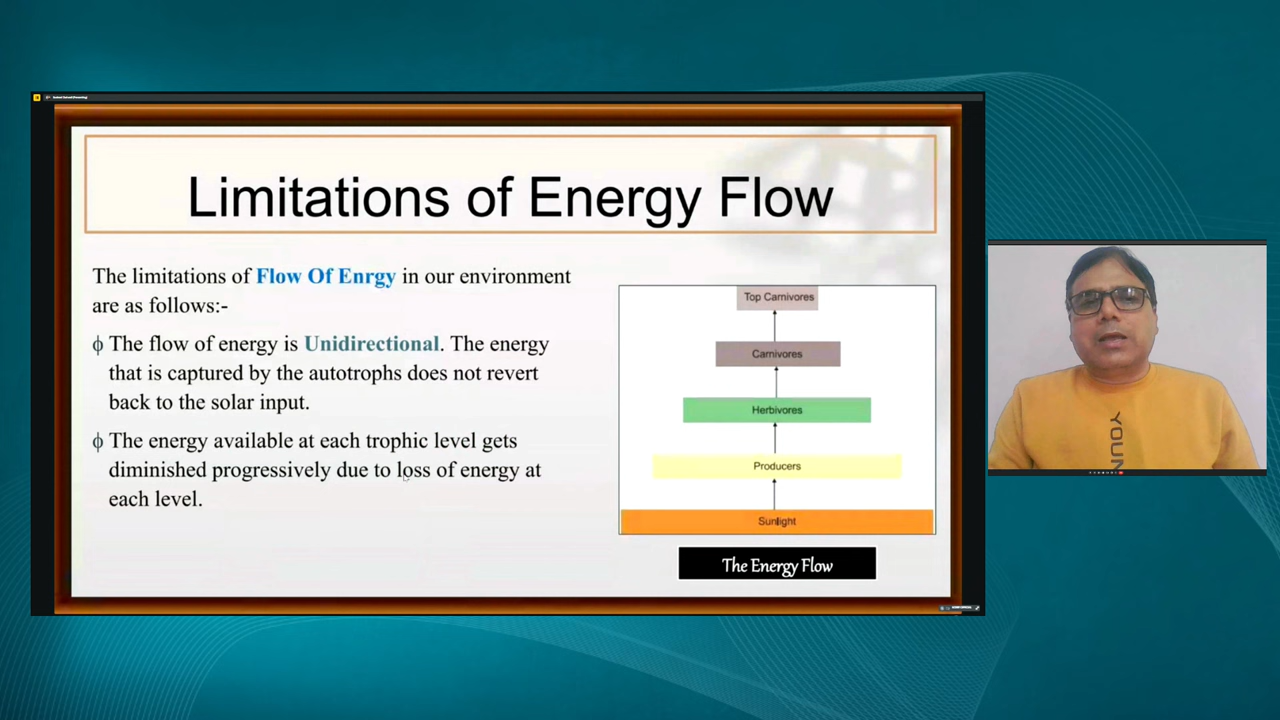 Limitations of Energy Flow
The limitations of Flow Of Enrgy in our environment
are as follows:-
ϕ The flow of energy is Unidirectional. The energy
that is captured by the autotrophs does not revert
back to the solar input.
ϕ The energy available at each trophic level gets
diminished progressively due to loss of energy at
each level.
Top Carnivores
Carnivores
Herbivores
Producers
Sunlight
The Energy Flow
YOUN